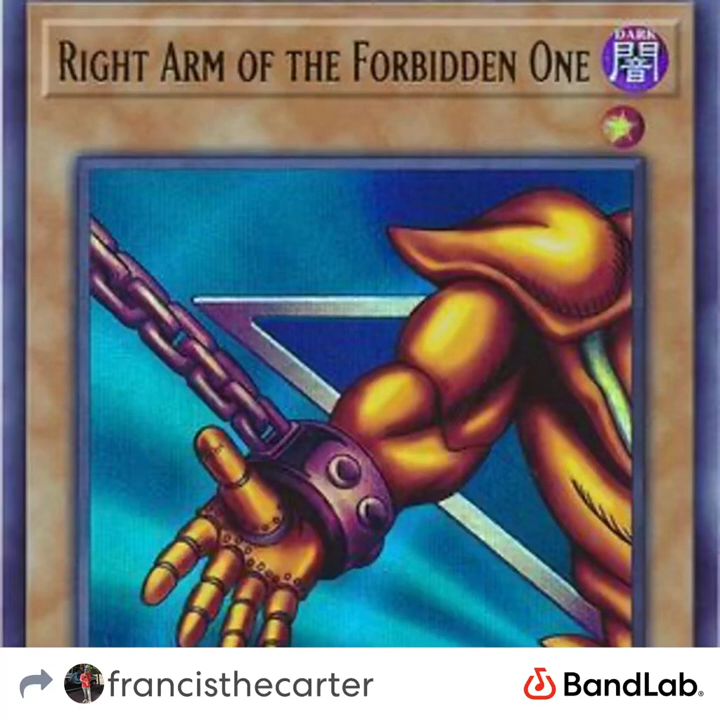 RIGHT ARM OF THE FORBIDDEN ONE
DARK
闇
francisthecarter
BandLab®